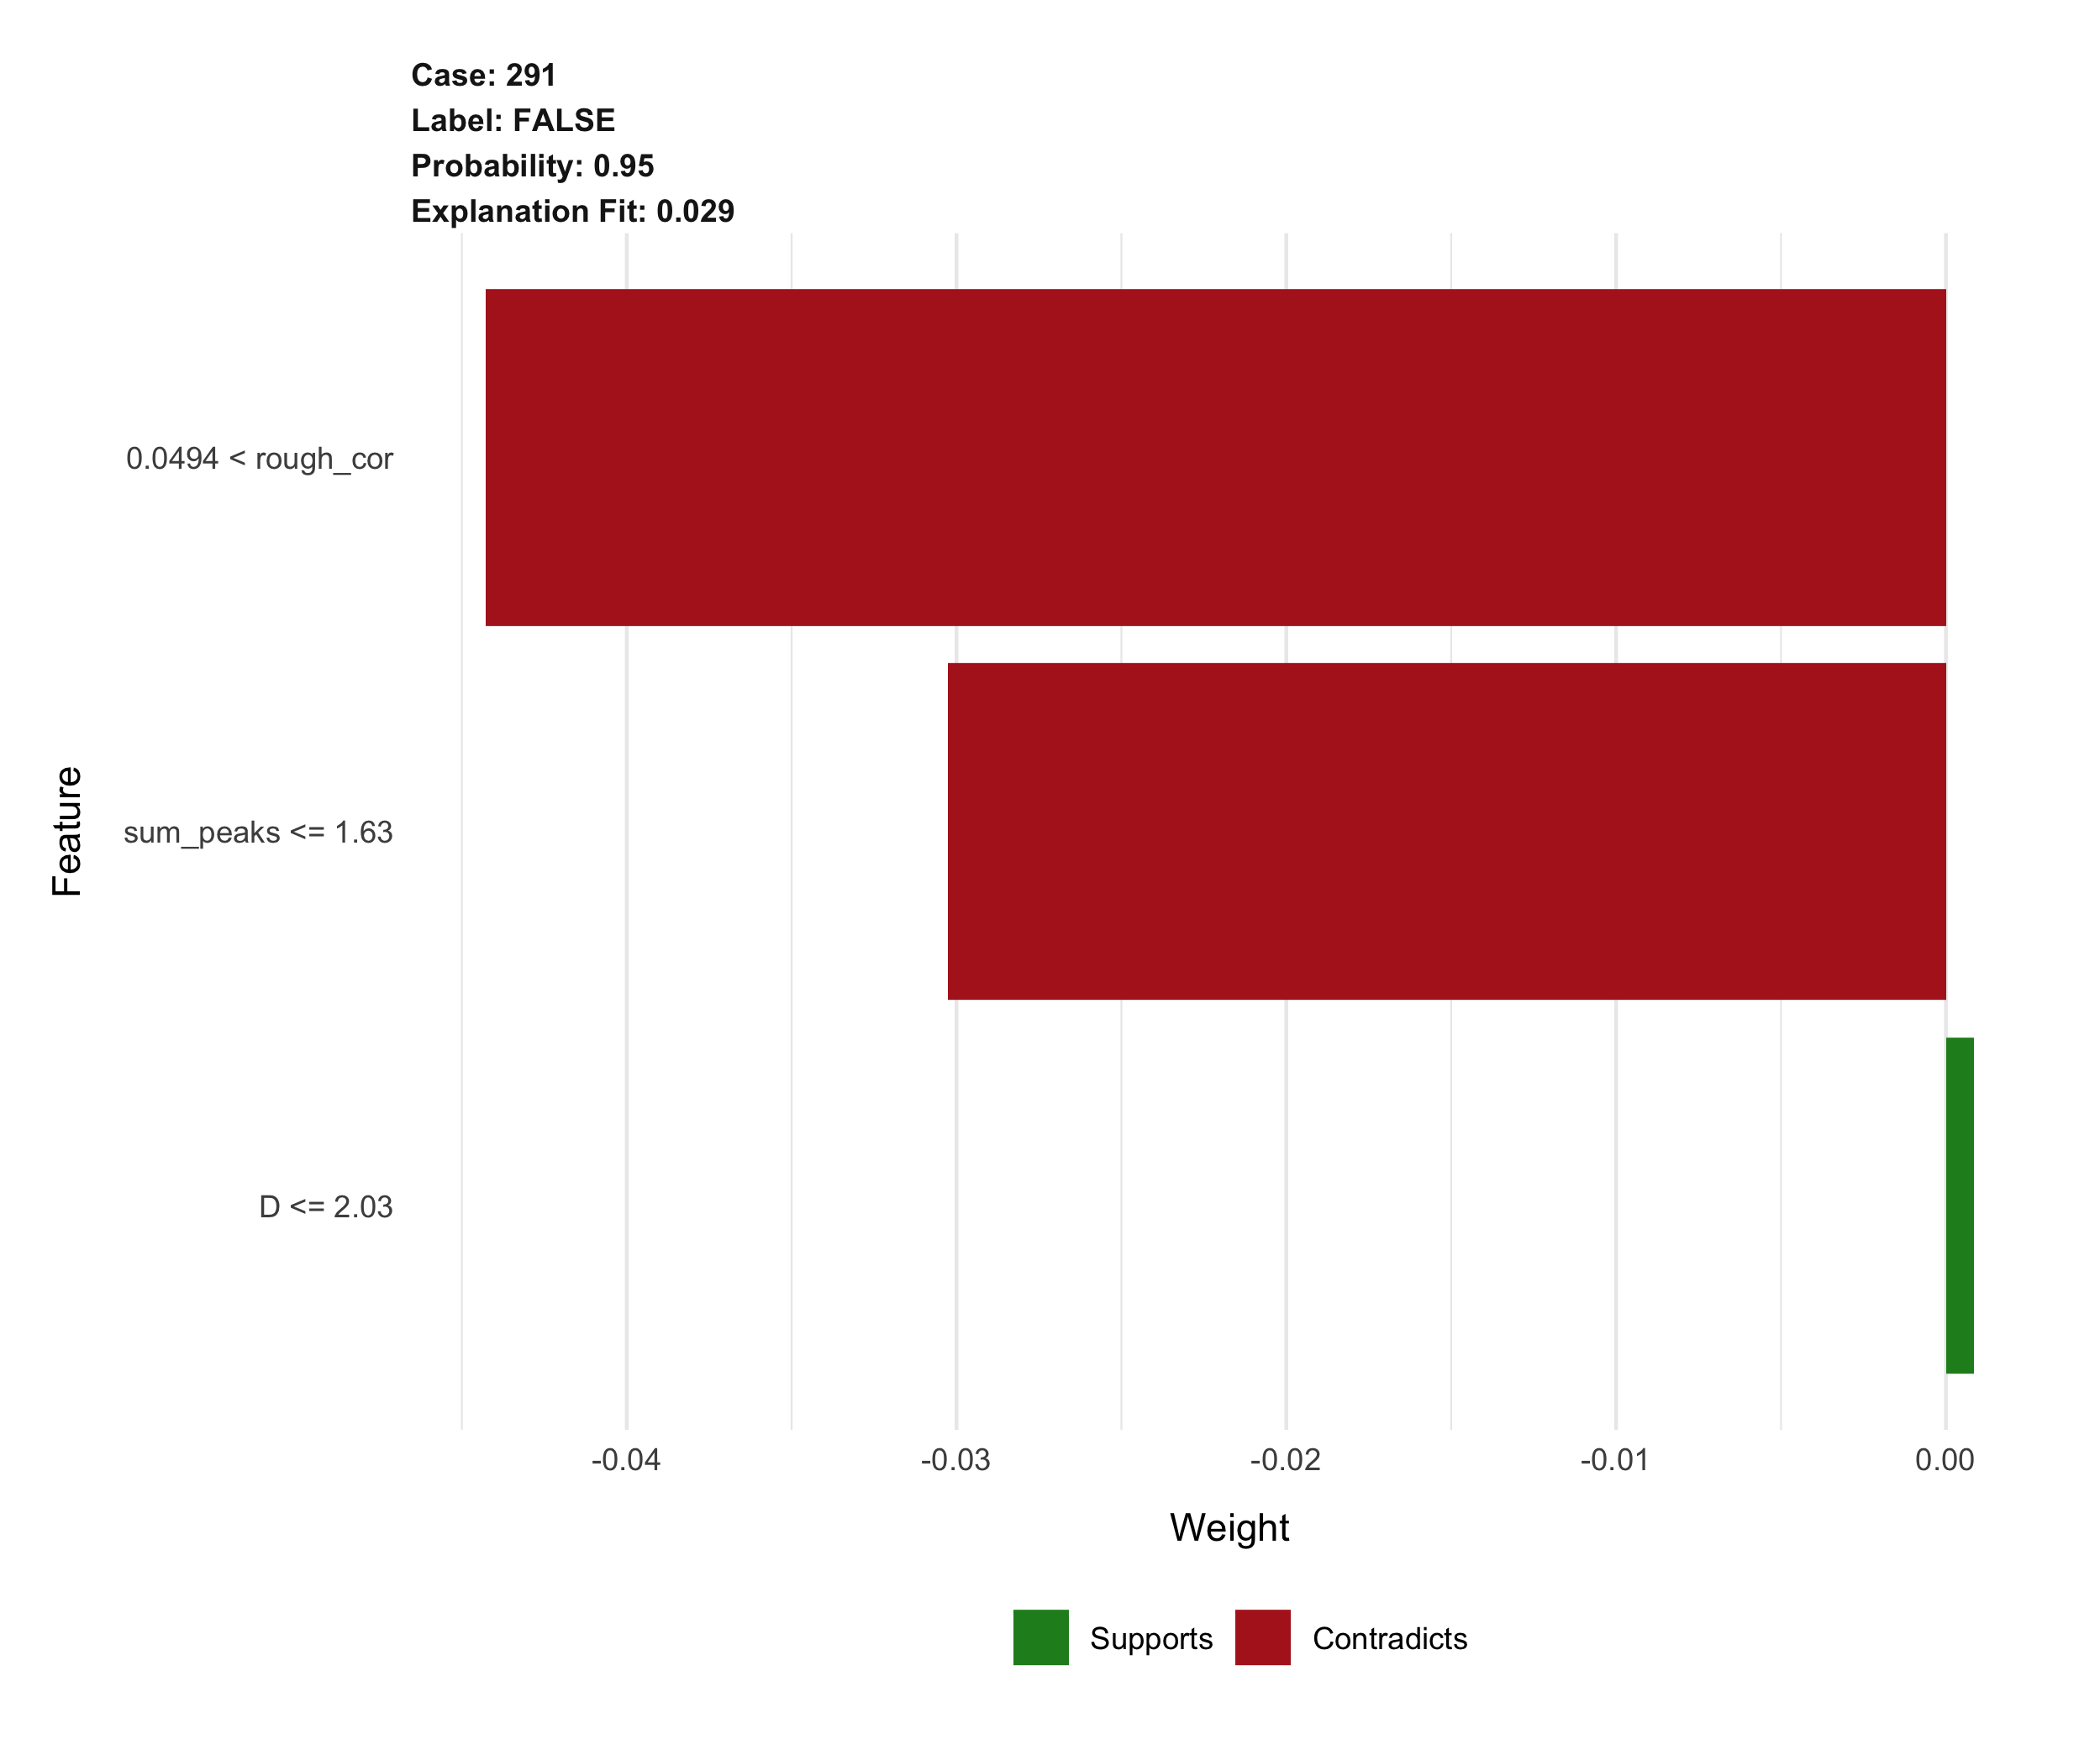 Case: 291
Label: FALSE
Probability: 0.95
Explanation Fit: 0.029
Feature
0.0494 < rough_cor
sum_peaks <= 1.63
D <= 2.03
-0.04 -0.03 -0.02 -0.01 0.00
Weight
Supports Contradicts